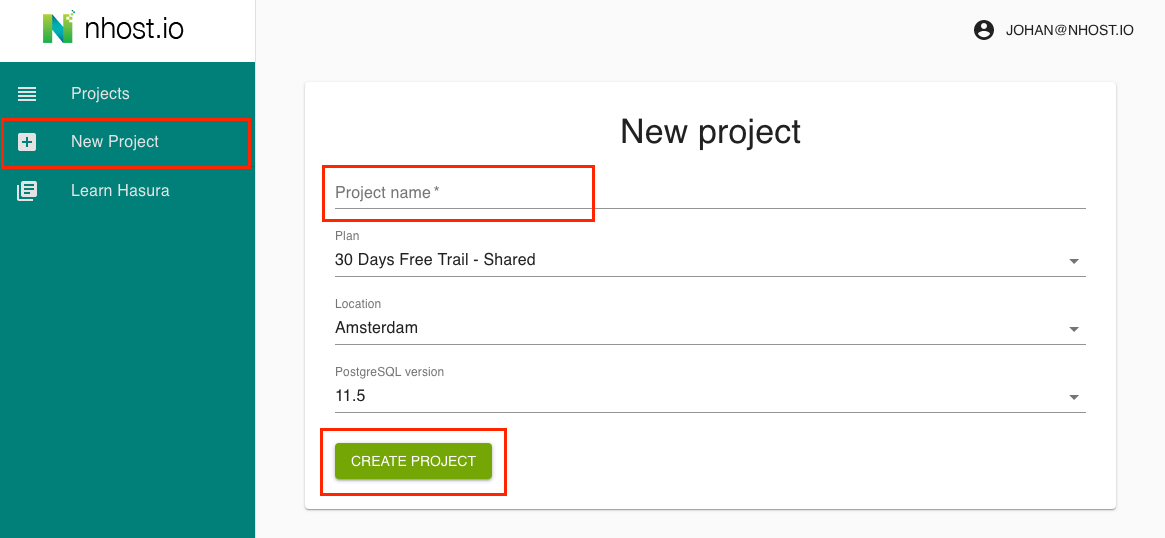 nhost.io
JOHAN@NHOST.IO
Projects
New Project
Learn Hasura
New project
Project name *
Plan
30 Days Free Trail - Shared
Location
Amsterdam
PostgreSQL version
11.5
CREATE PROJECT